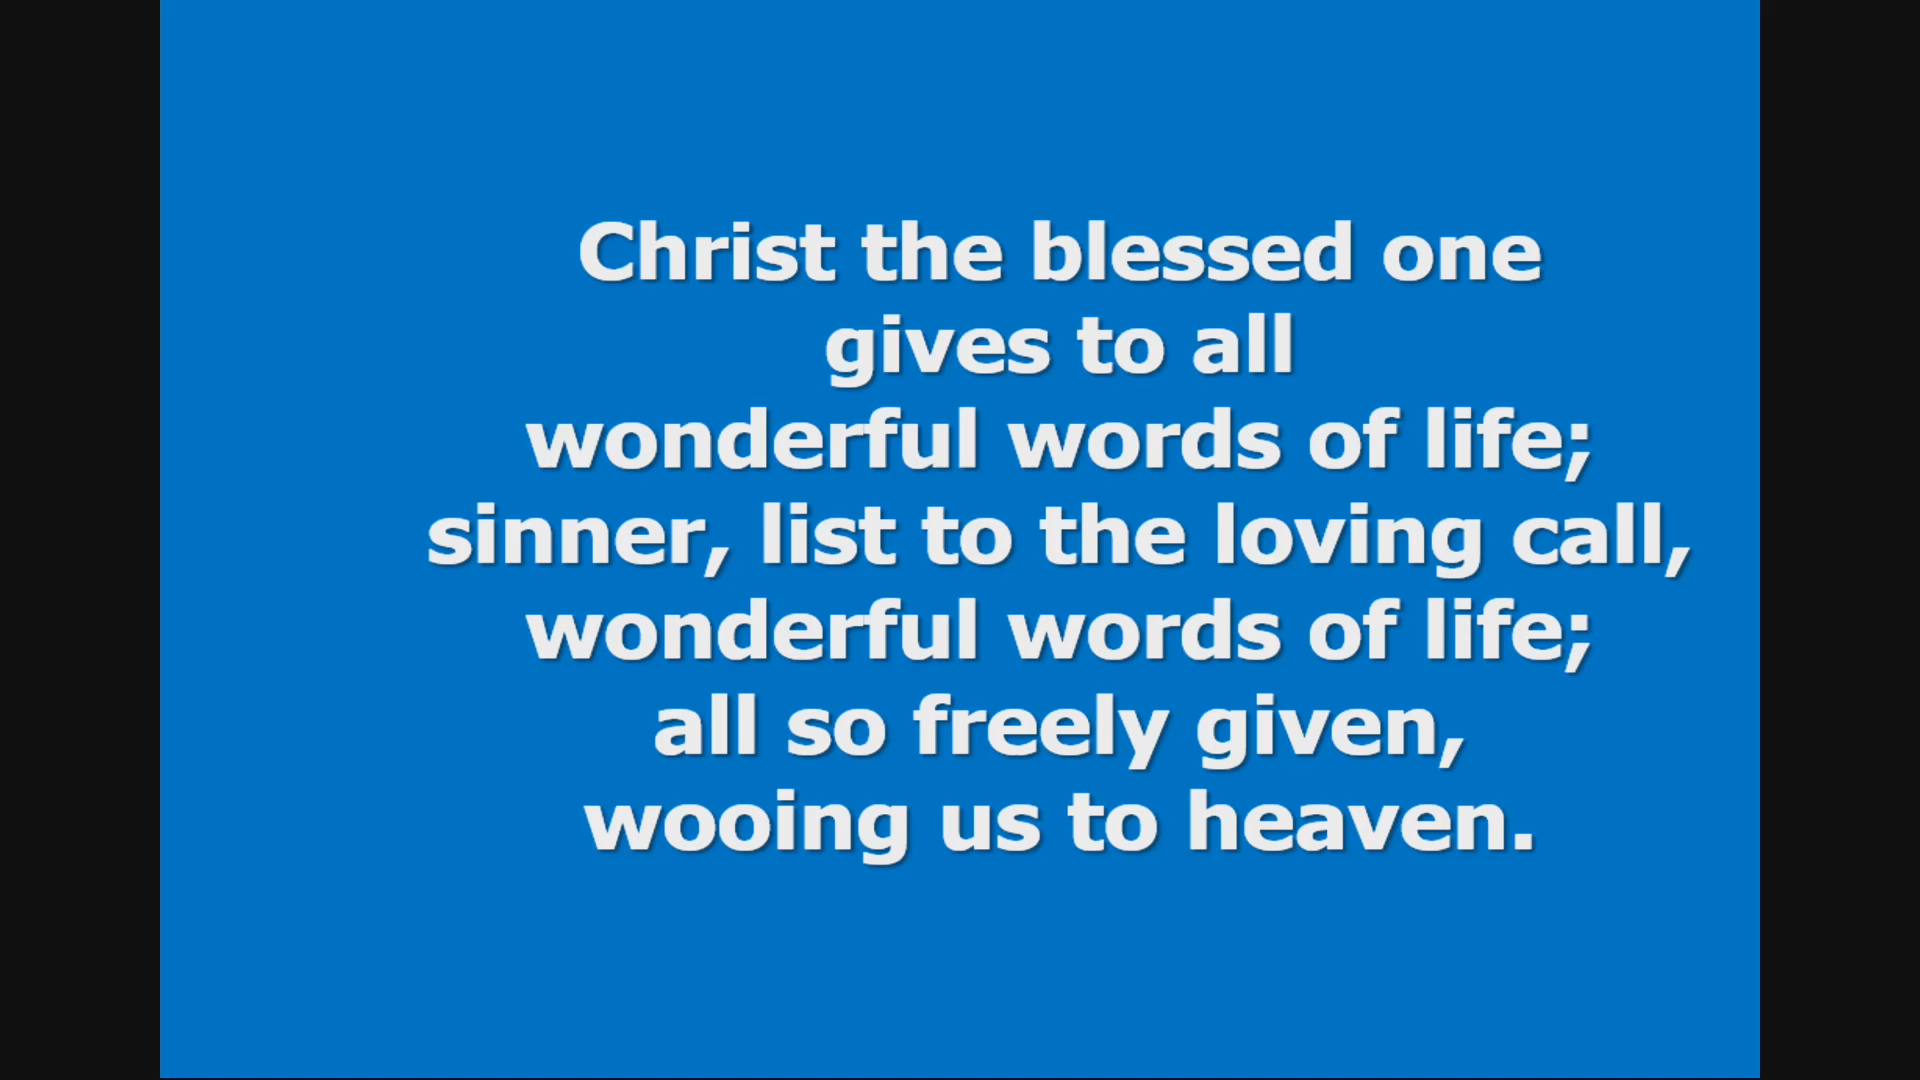 Christ the blessed one
gives to all
wonderful words of life;
sinner, list to the loving call,
wonderful words of life;
all so freely given,
wooing us to heaven.